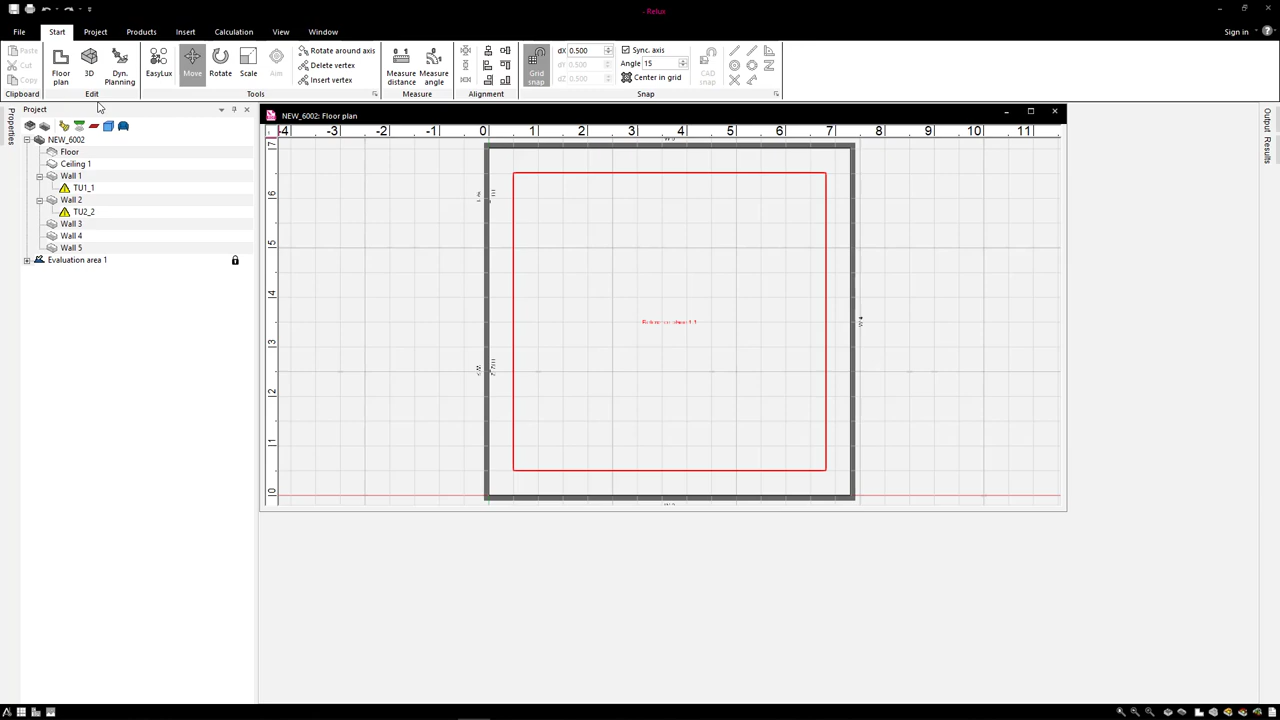 - Relux
File Start Project Products Insert Calculation View Window Sign in
Paste
Cut
Copy
Clipboard
Floor plan
3D
Dyn. Planning
Edit
EasyLux
Move
Rotate
Scale
Aim
Rotate around axis
Delete vertex
Insert vertex
Tools
Measure distance
Measure angle
Measure
Alignment
Grid snap
dX 0.500
dY 0.500
dZ 0.500
Sync. axis
Angle 15
Center in grid
CAD snap
Snap
Properties
Project
NEW_6002
Floor
Ceiling 1
Wall 1
TU1_1
Wall 2
TU2_2
Wall 3
Wall 4
Wall 5
Evaluation area 1
NEW_6002: Floor plan
-4 -3 -2 -1 0 1 2 3 4 5 6 7 8 9 10 11
17
16
15
14
13
12
11
10
W 4
Output
Results